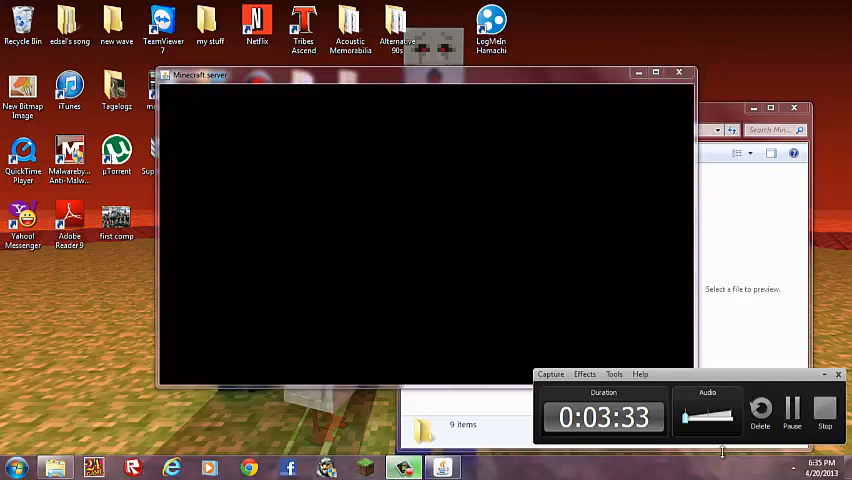 Recycle Bin
edsel's song
new wave
TeamViewer 7
my stuff
Netflix
Tribes Ascend
Acoustic Memorabilia
Alternative 90s
LogMeIn Hamachi
Minecraft server
New Bitmap Image
iTunes
Tagalogz
Search Min...
QuickTime Player
Malwareby... Anti-Malw...
µTorrent
Yahoo! Messenger
Adobe Reader 9
first comp
Select a file to preview.
Capture Effects Tools Help
Duration
Audio
0:03:33
Delete
Pause
Stop
9 items
6:35 PM
4/20/2013